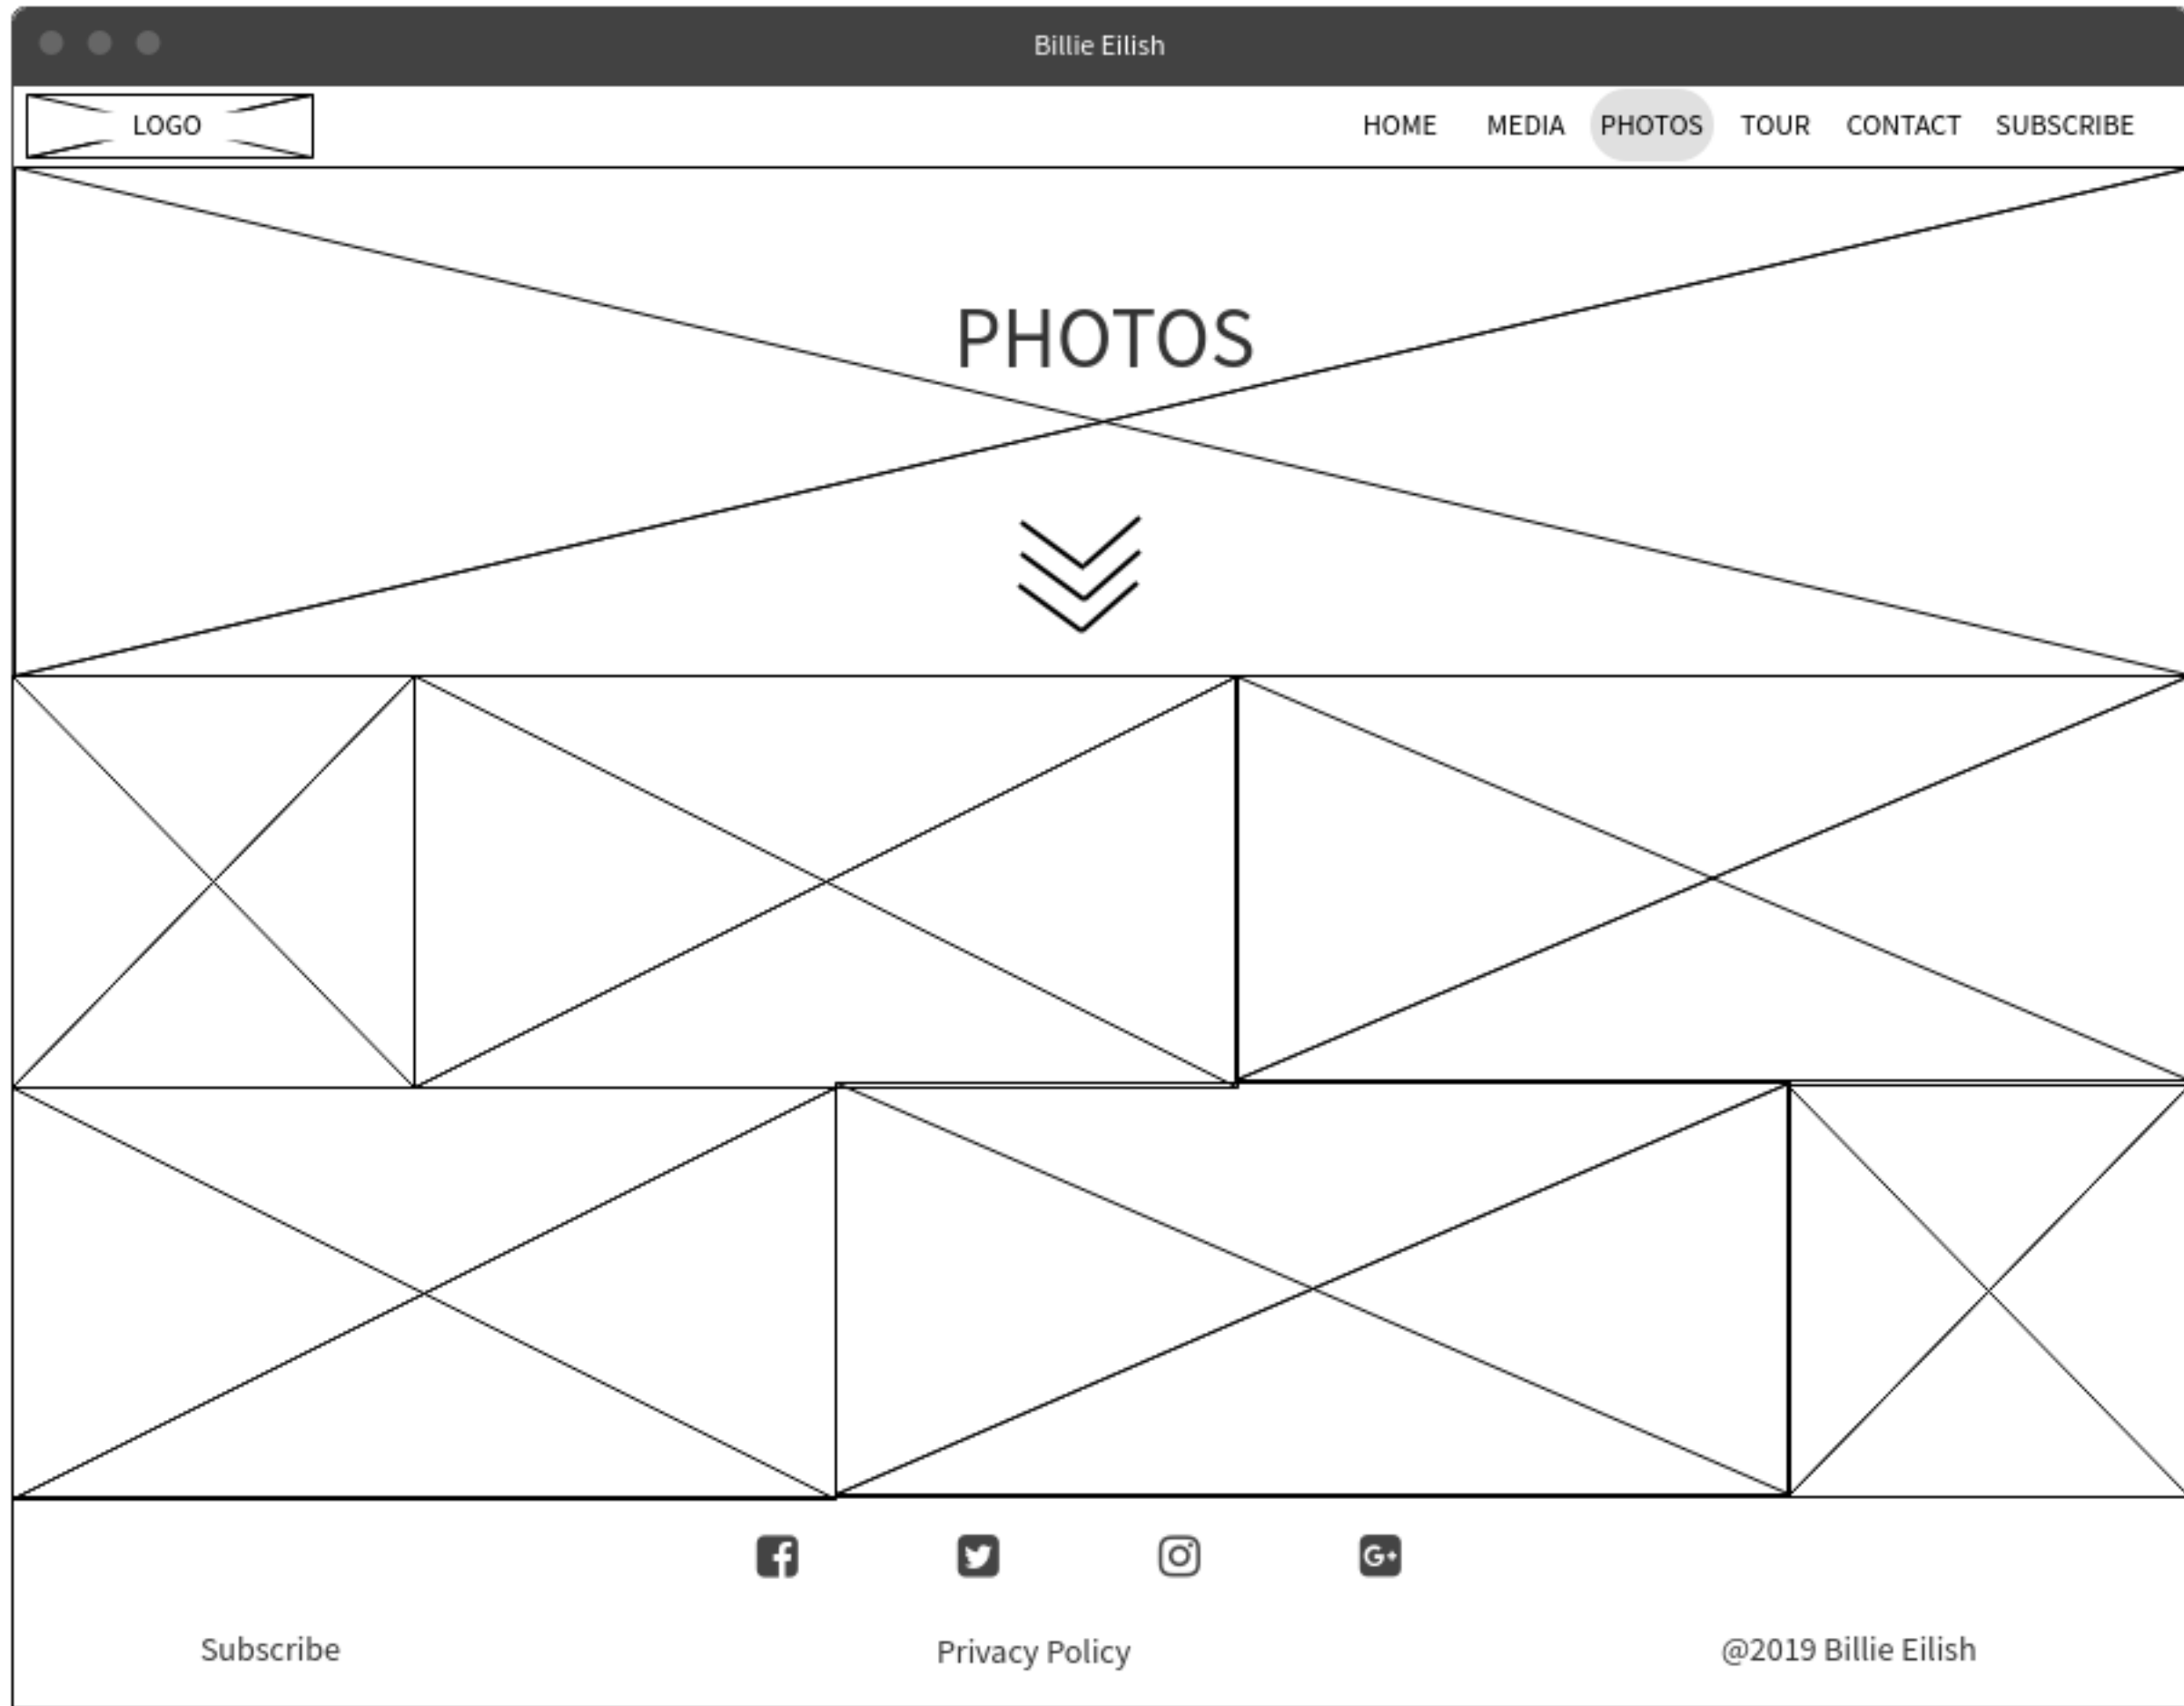 Billie Eilish
LOGO HOME MEDIA PHOTOS TOUR CONTACT SUBSCRIBE
PHOTOS
Subscribe Privacy Policy @2019 Billie Eilish